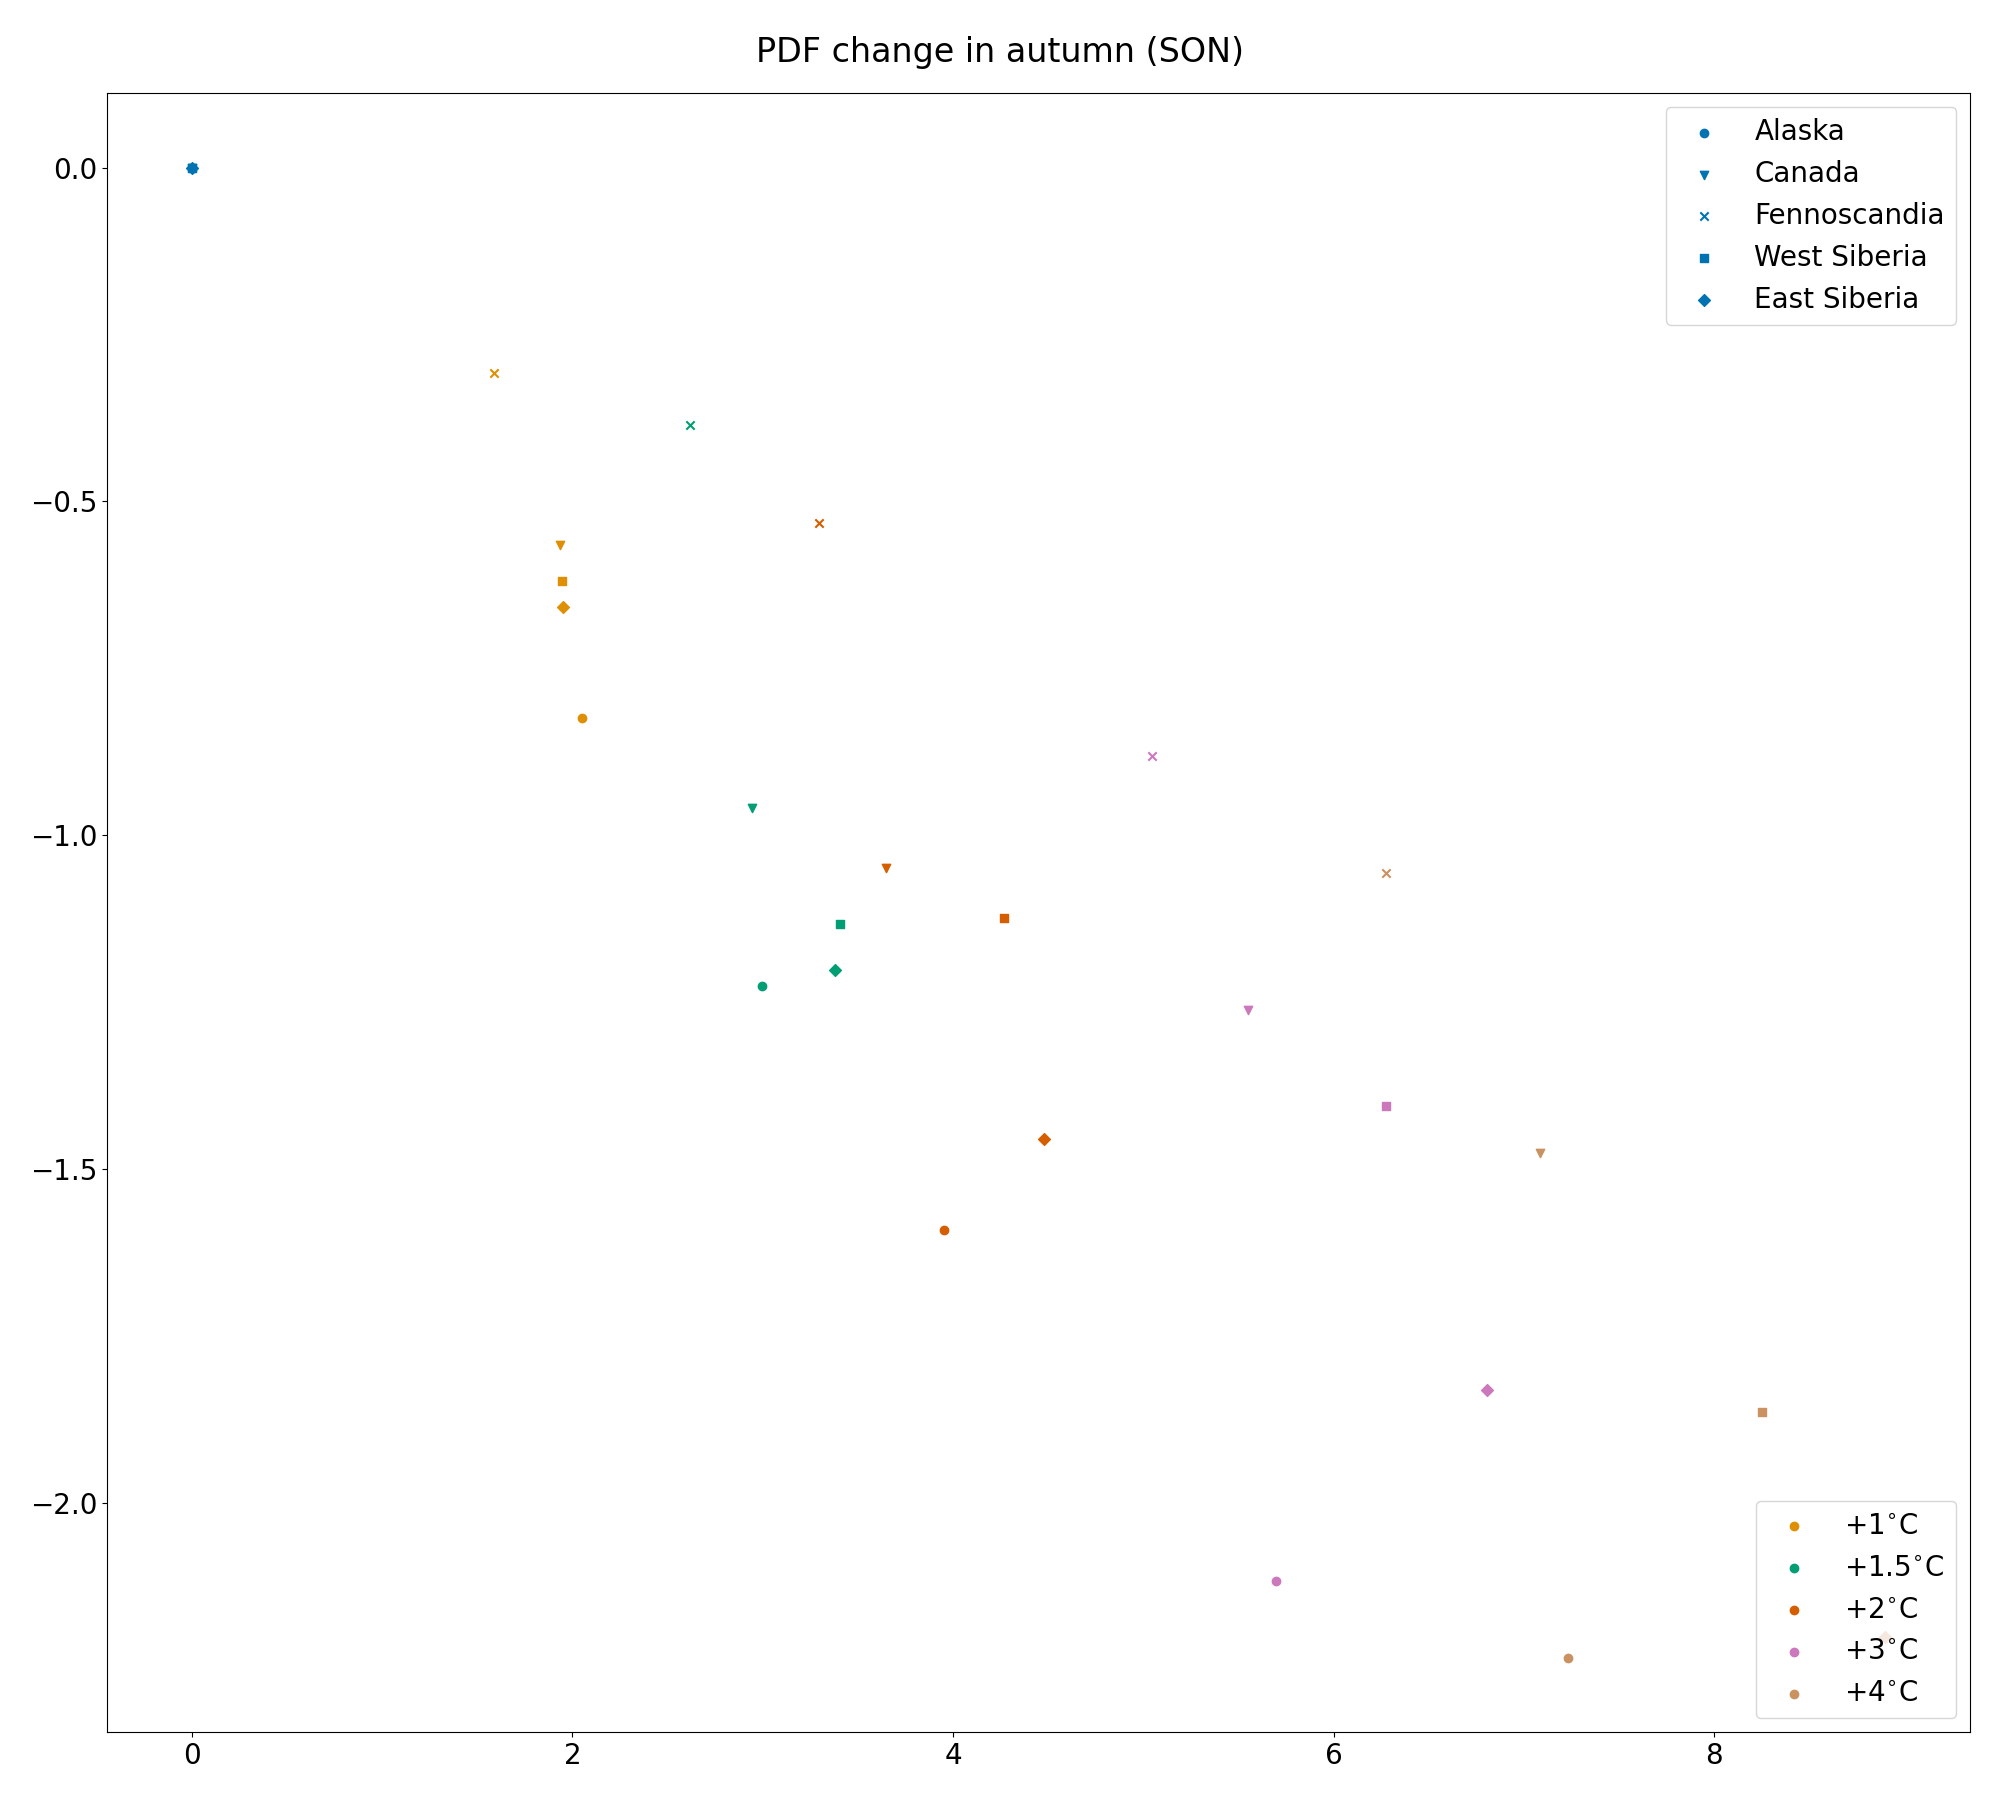 PDF change in autumn (SON)
0.0
−0.5
−1.0
−1.5
−2.0
Alaska
Canada
Fennoscandia
West Siberia
East Siberia
+1°C
+1.5°C
+2°C
+3°C
+4°C
0 2 4 6 8